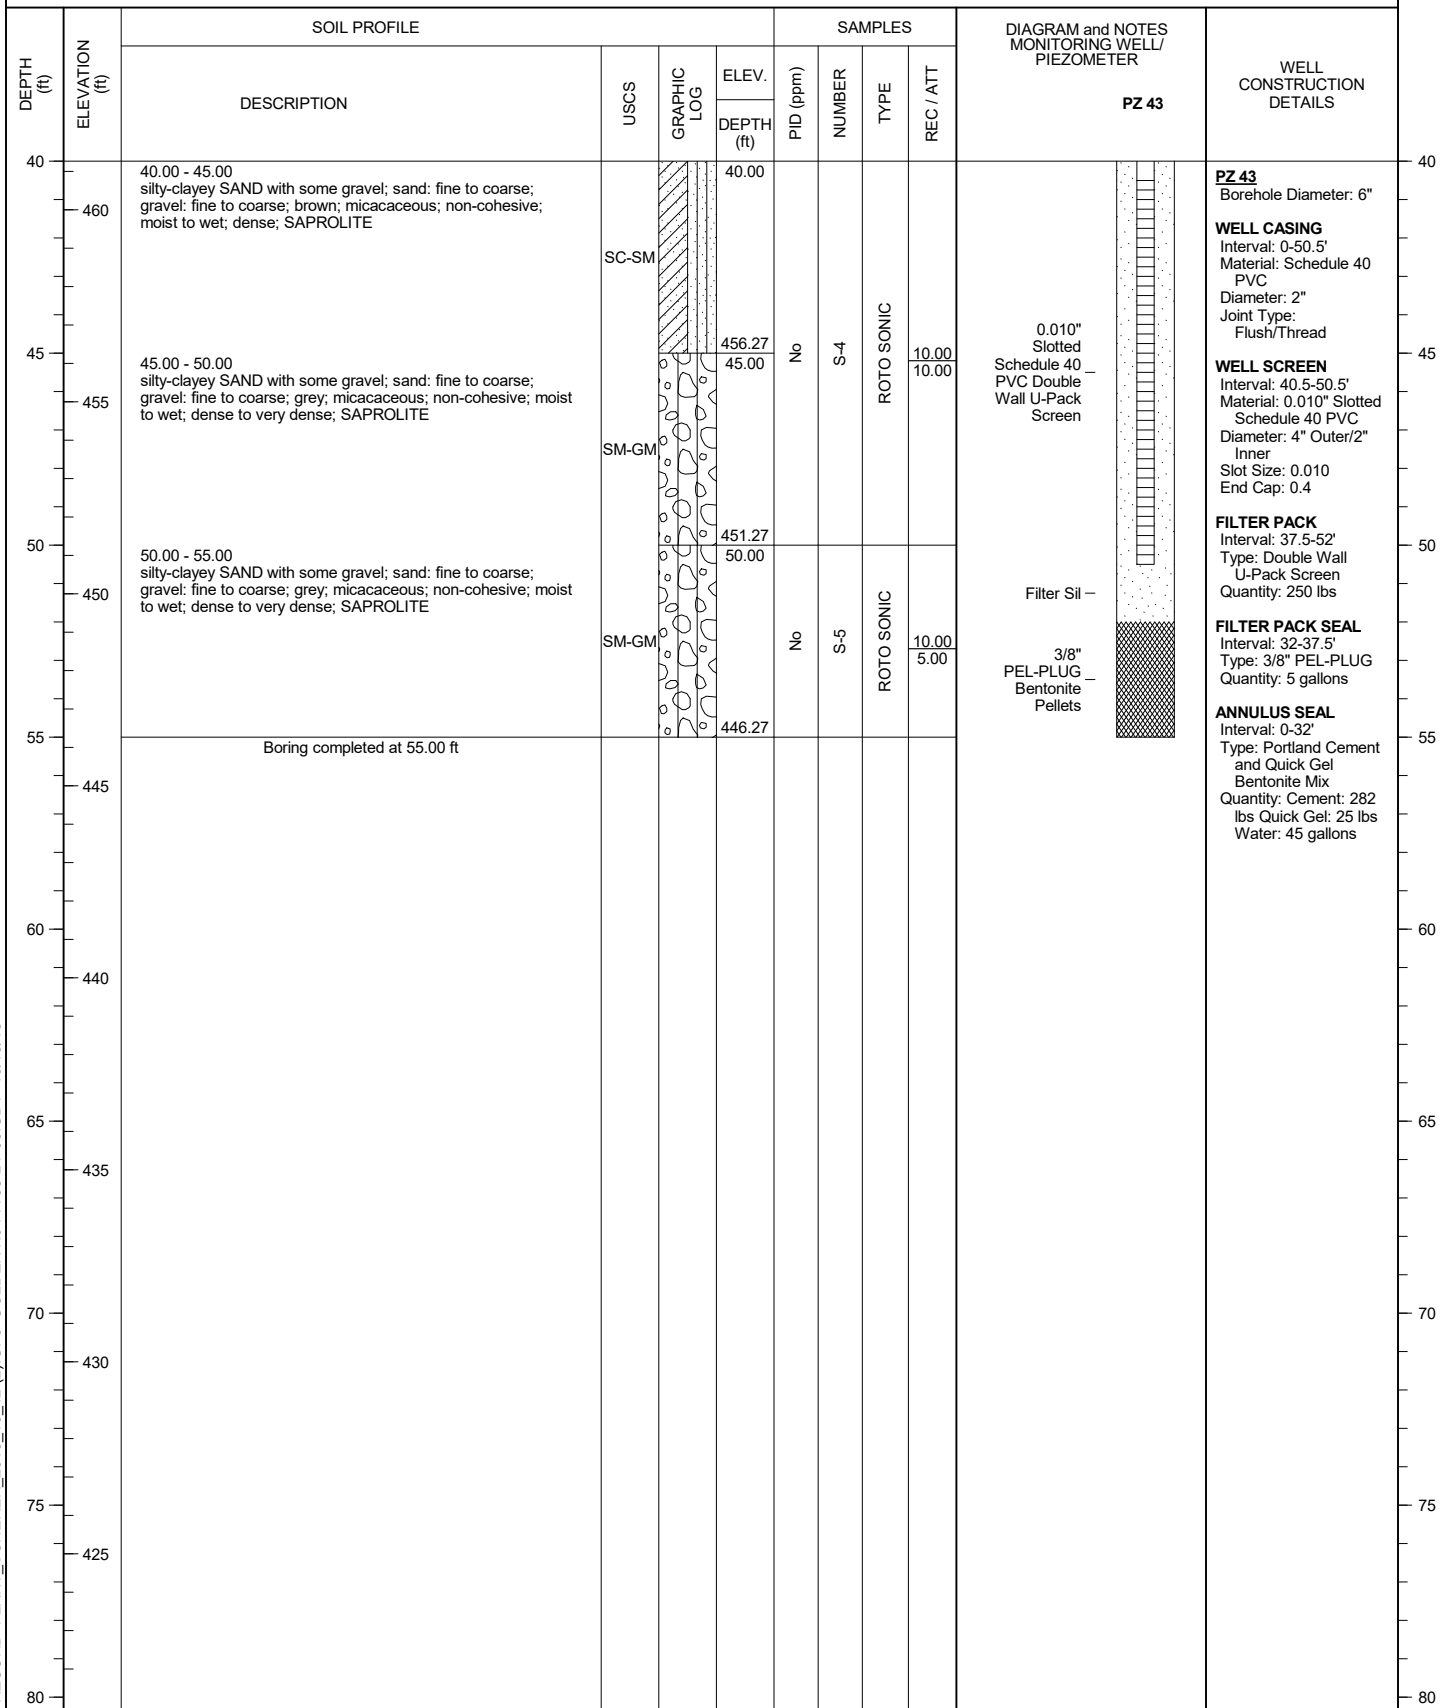 DEPTH
(ft)
ELEVATION
(ft)
SOIL PROFILE
DESCRIPTION
USCS
GRAPHIC
LOG
ELEV.
DEPTH
(ft)
SAMPLES
PID (ppm)
NUMBER
TYPE
REC / ATT
DIAGRAM and NOTES
MONITORING WELL/
PIEZOMETER
PZ 43
WELL
CONSTRUCTION
DETAILS
40
45
50
55
60
65
70
75
80
460
455
450
445
440
435
430
425
40.00 - 45.00
silty-clayey SAND with some gravel; sand: fine to coarse;
gravel: fine to coarse; brown; micacaceous; non-cohesive;
moist to wet; dense; SAPROLITE
SC-SM
40.00
456.27
45.00 - 50.00
silty-clayey SAND with some gravel; sand: fine to coarse;
gravel: fine to coarse; grey; micacaceous; non-cohesive; moist
to wet; dense to very dense; SAPROLITE
SM-GM
45.00
451.27
50.00 - 55.00
silty-clayey SAND with some gravel; sand: fine to coarse;
gravel: fine to coarse; grey; micacaceous; non-cohesive; moist
to wet; dense to very dense; SAPROLITE
SM-GM
50.00
446.27
Boring completed at 55.00 ft
No
S-4
ROTO SONIC
10.00
10.00
No
S-5
ROTO SONIC
10.00
5.00
0.010"
Slotted
Schedule 40
PVC Double
Wall U-Pack
Screen
Filter Sil
3/8"
PEL-PLUG
Bentonite
Pellets
PZ 43
Borehole Diameter: 6"
WELL CASING
Interval: 0-50.5'
Material: Schedule 40
PVC
Diameter: 2"
Joint Type:
Flush/Thread
WELL SCREEN
Interval: 40.5-50.5'
Material: 0.010" Slotted
Schedule 40 PVC
Diameter: 4" Outer/2"
Inner
Slot Size: 0.010
End Cap: 0.4
FILTER PACK
Interval: 37.5-52'
Type: Double Wall
U-Pack Screen
Quantity: 250 lbs
FILTER PACK SEAL
Interval: 32-37.5'
Type: 3/8" PEL-PLUG
Quantity: 5 gallons
ANNULUS SEAL
Interval: 0-32'
Type: Portland Cement
and Quick Gel
Bentonite Mix
Quantity: Cement: 282
lbs Quick Gel: 25 lbs
Water: 45 gallons
40
45
50
55
60
65
70
75
80